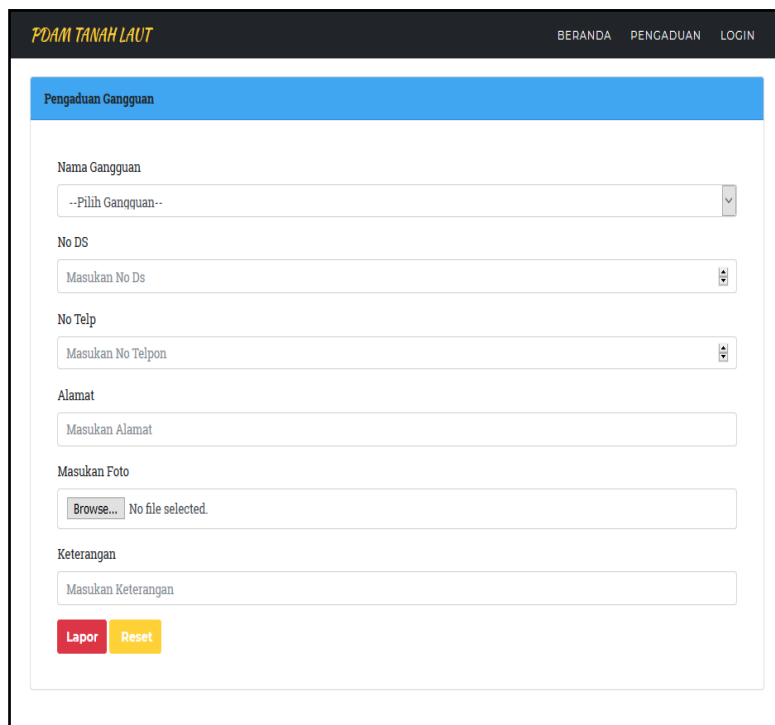 PDAM TANAH LAUT BERANDA PENGADUAN LOGIN
Pengaduan Gangguan
Nama Gangguan
--Pilih Gangguan--
No DS
Masukan No Ds
No Telp
Masukan No Telpon
Alamat
Masukan Alamat
Masukan Foto
Browse... No file selected.
Keterangan
Masukan Keterangan
Lapor Reset